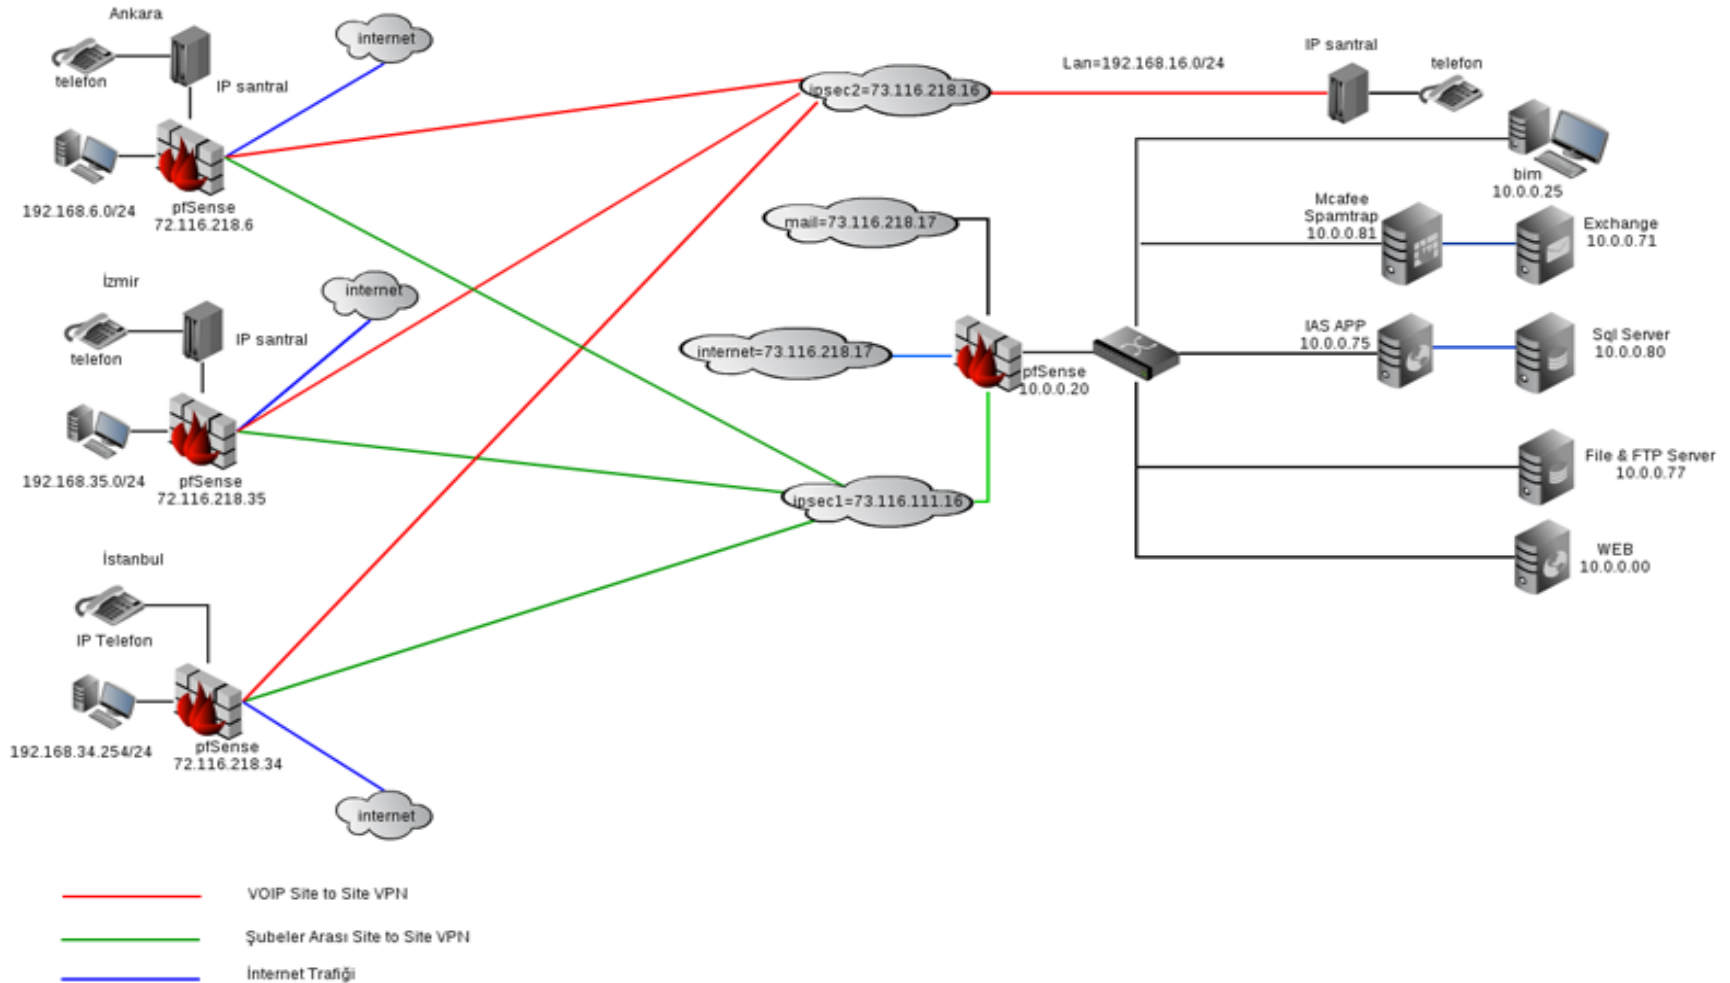 Ankara
internet
telefon
IP santral
192.168.6.0/24
pfSense
72.116.218.6
İzmir
internet
telefon
IP santral
192.168.35.0/24
pfSense
72.116.218.35
İstanbul
IP Telefon
192.168.34.254/24
pfSense
72.116.218.34
internet
ipsec2=73.116.218.16
Lan=192.168.16.0/24
IP santral
telefon
bim
10.0.0.25
mail=73.116.218.17
Mcafee
Spamtrap
10.0.0.81
Exchange
10.0.0.71
internet=73.116.218.17
pfSense
10.0.0.20
IAS APP
10.0.0.75
Sql Server
10.0.0.80
ipsec1=73.116.111.16
File & FTP Server
10.0.0.77
WEB
10.0.0.00
VOIP Site to Site VPN
Şubeler Arası Site to Site VPN
İnternet Trafiği